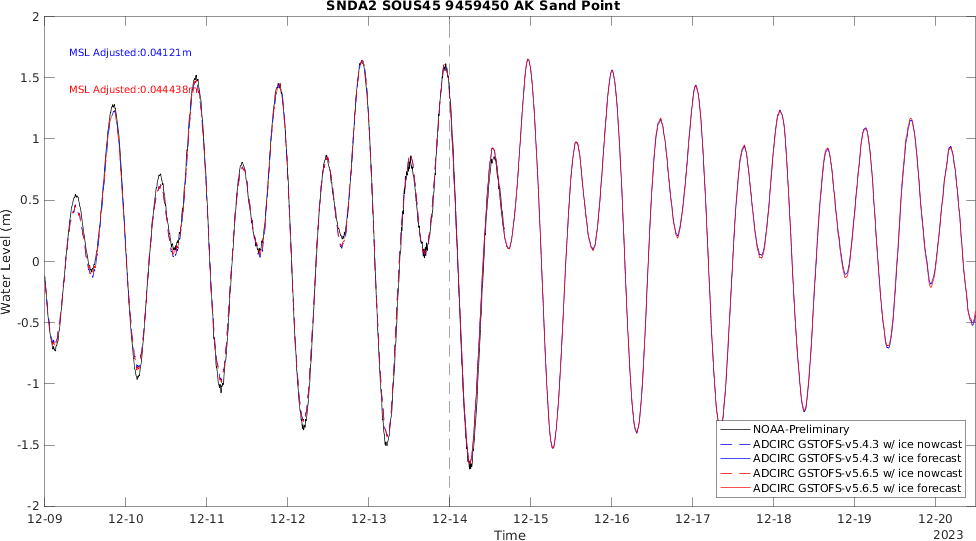 SNDA2 SOUS45 9459450 AK Sand Point
2
1.5
1
0.5
0
-0.5
-1
-1.5
-2
Water Level (m)
MSL Adjusted:0.04121m
MSL Adjusted:0.044438m
NOAA-Preliminary
ADCIRC GSTOFS-v5.4.3 w/ ice nowcast
ADCIRC GSTOFS-v5.4.3 w/ ice forecast
ADCIRC GSTOFS-v5.6.5 w/ ice nowcast
ADCIRC GSTOFS-v5.6.5 w/ ice forecast
12-09 12-10 12-11 12-12 12-13 12-14 12-15 12-16 12-17 12-18 12-19 12-20
2023
Time